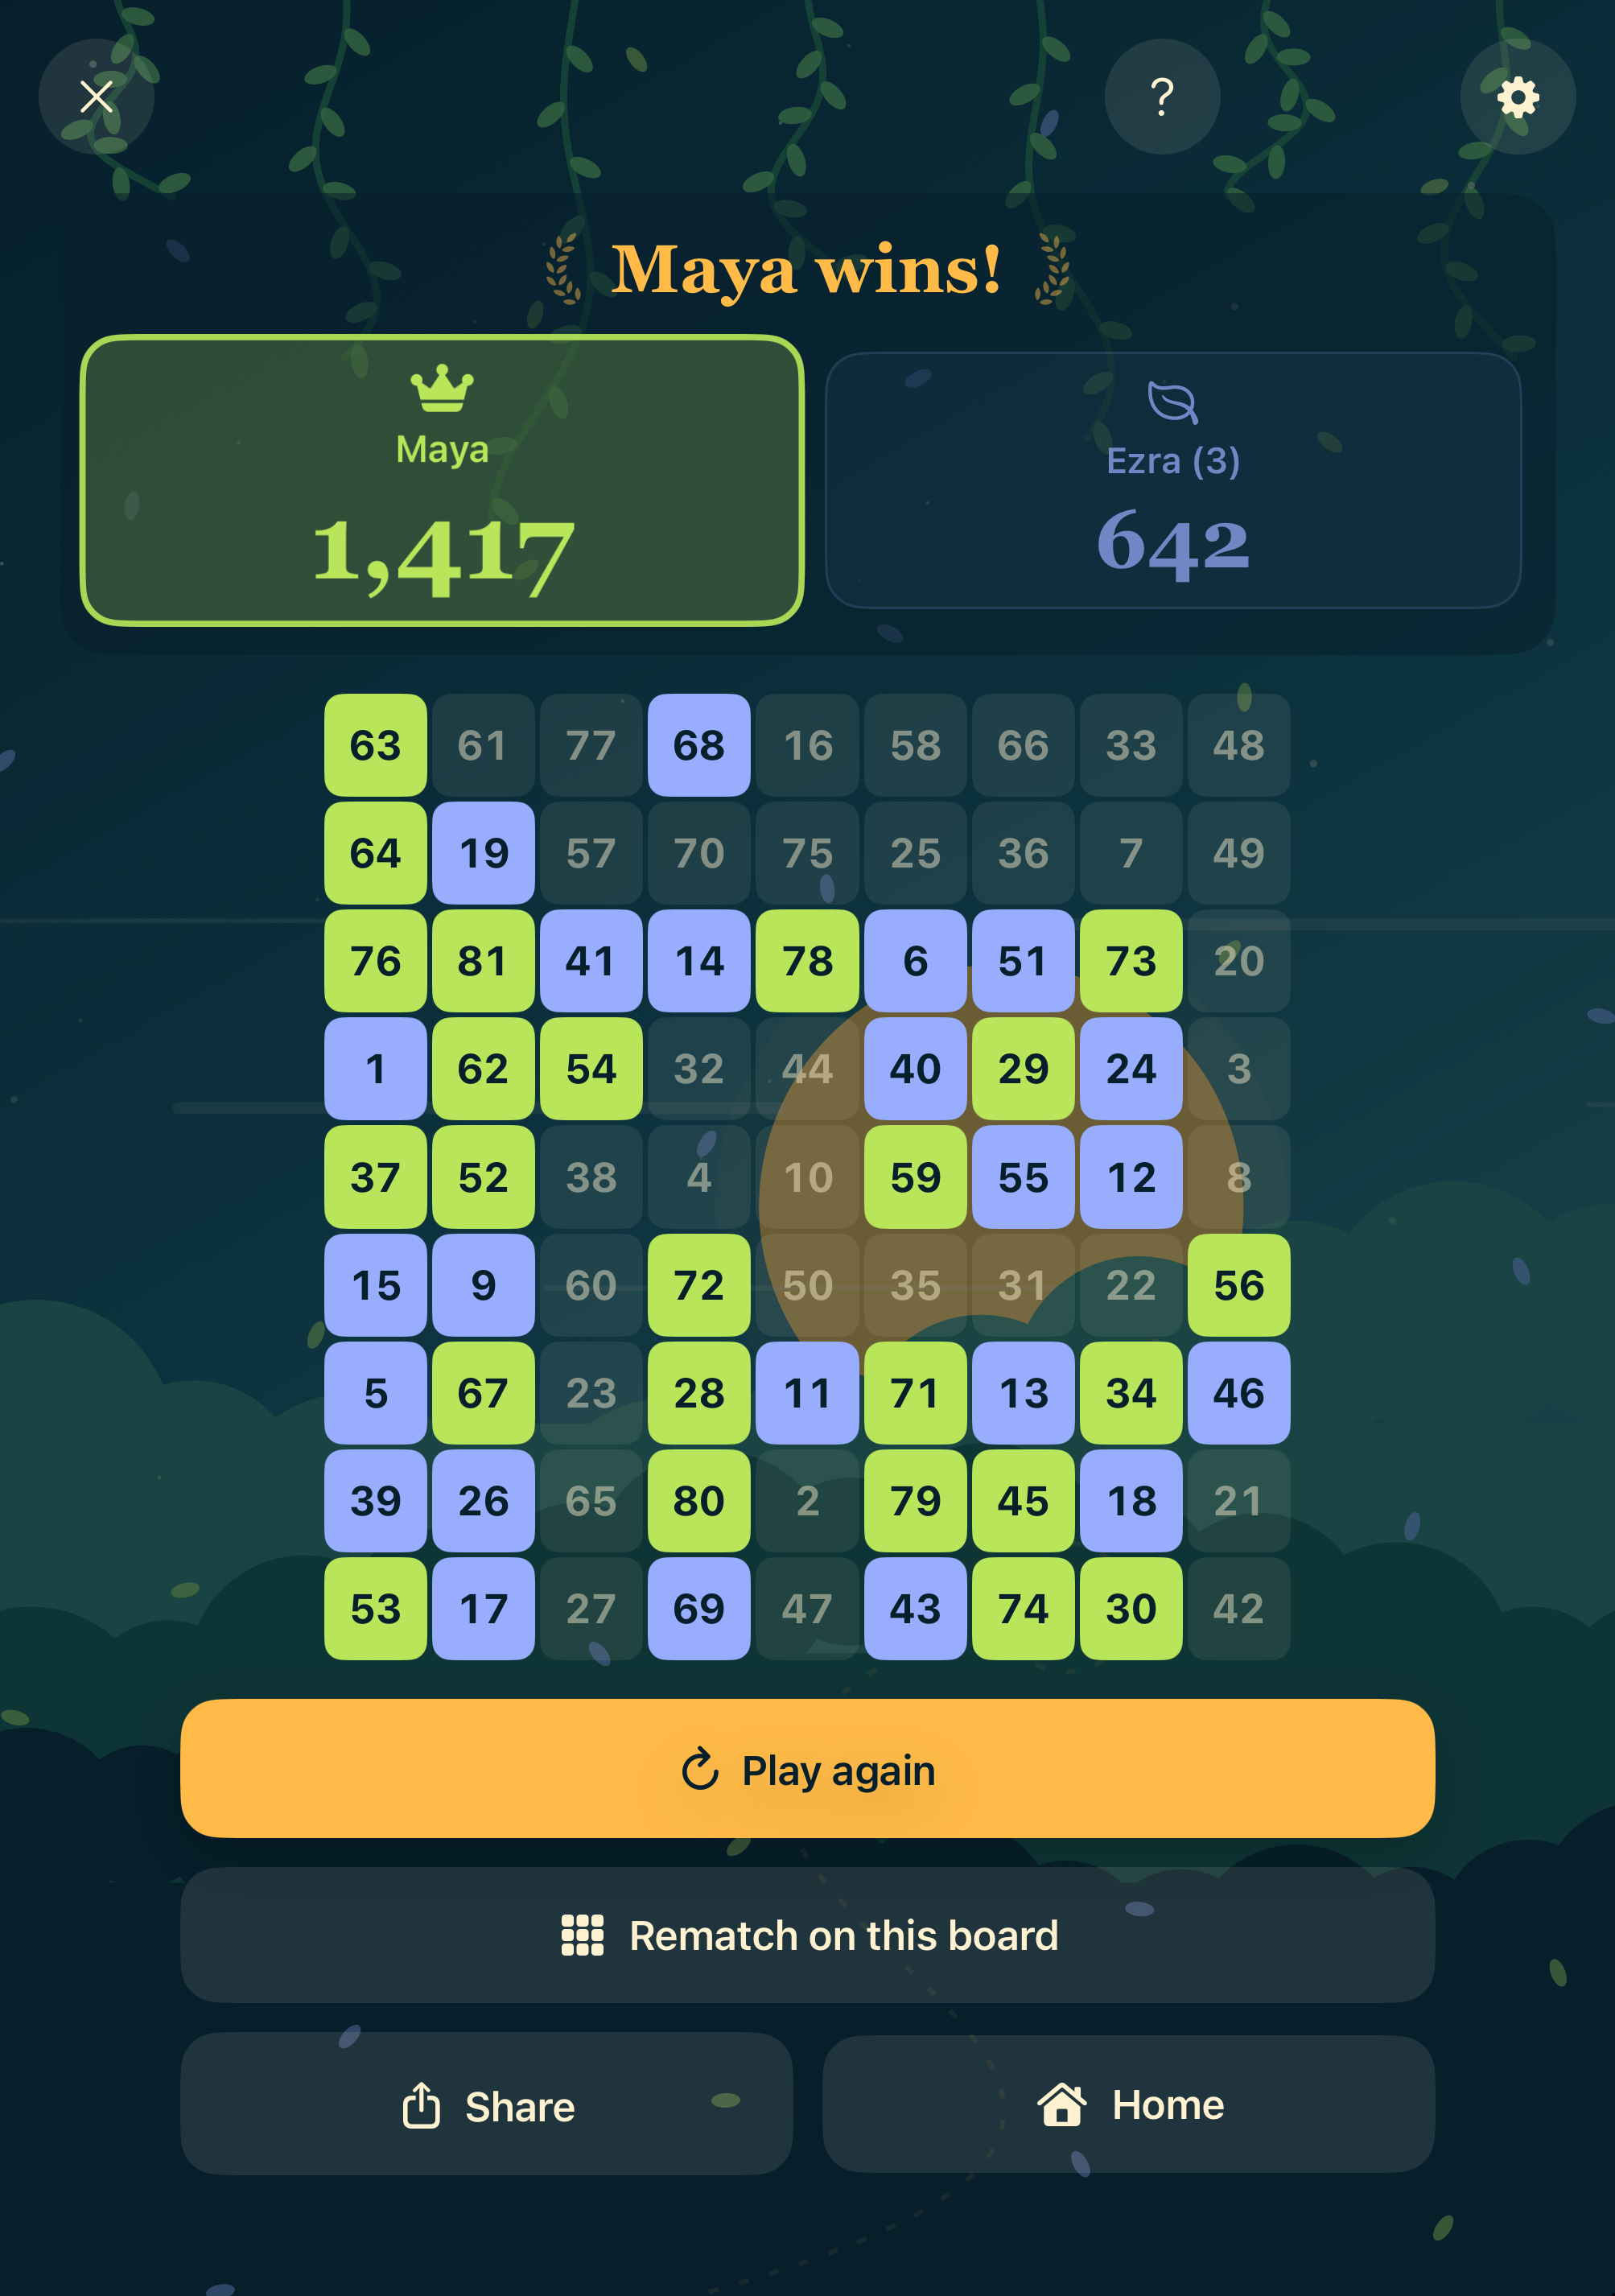 ?
Maya wins!
Maya
1,417
Ezra (3)
642
63 61 77 68 16 58 66 33 48
64 19 57 70 75 25 36 7 49
76 81 41 14 78 6 51 73 20
1 62 54 32 44 40 29 24 3
37 52 38 4 10 59 55 12 8
15 9 60 72 50 35 31 22 56
5 67 23 28 11 71 13 34 46
39 26 65 80 2 79 45 18 21
53 17 27 69 47 43 74 30 42
Play again
Rematch on this board
Share
Home